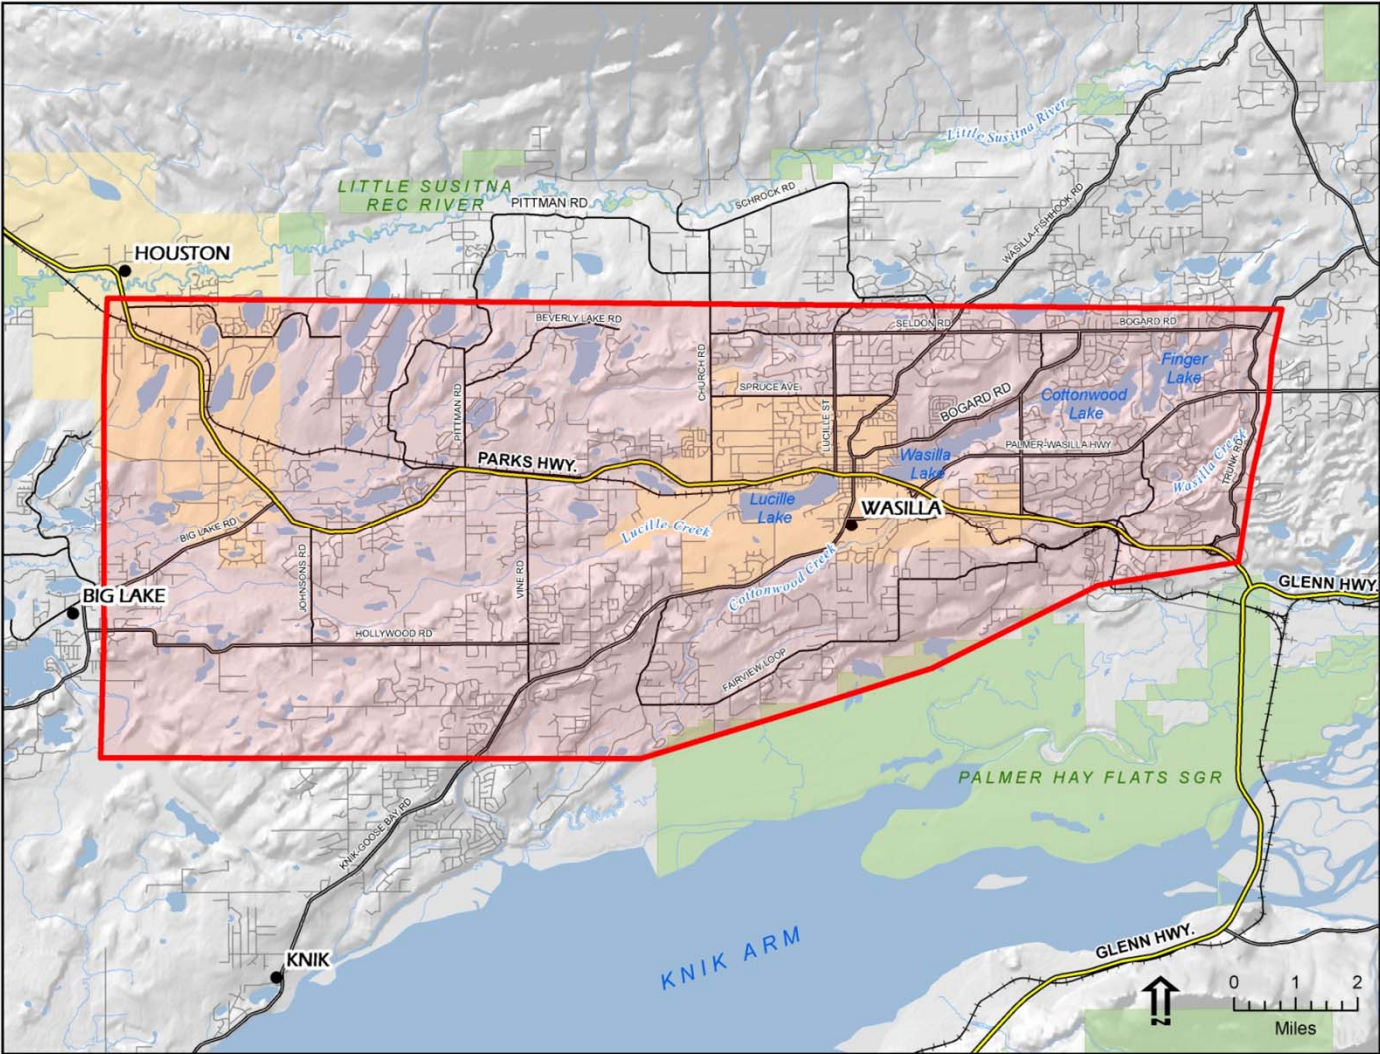 Little Susitna River
LITTLE SUSITNA
REC RIVER
PITTMAN RD
SCHROCK RD
WASILLA-FISHHOOK RD
HOUSTON
BEVERLY LAKE RD
SELDON RD
BOGARD RD
CHURCH RD
Finger
Lake
SPRUCE AVE
PITTMAN RD
LUCILLE ST
BOGARD RD
Cottonwood
Lake
PALMER-WASILLA HWY
PARKS HWY.
Wasilla
Lake
Wasilla Creek
TRUNK RD
Lucille
Lake
WASILLA
BIG LAKE RD
Lucille Creek
JOHNSONS RD
VINE RD
Cottonwood Creek
BIG LAKE
GLENN HWY.
HOLLYWOOD RD
FAIRVIEW LOOP
PALMER HAY FLATS SGR
KNIK-GOOSE BAY RD
KNIK
KNIK ARM
GLENN HWY.
N
0 1 2
Miles